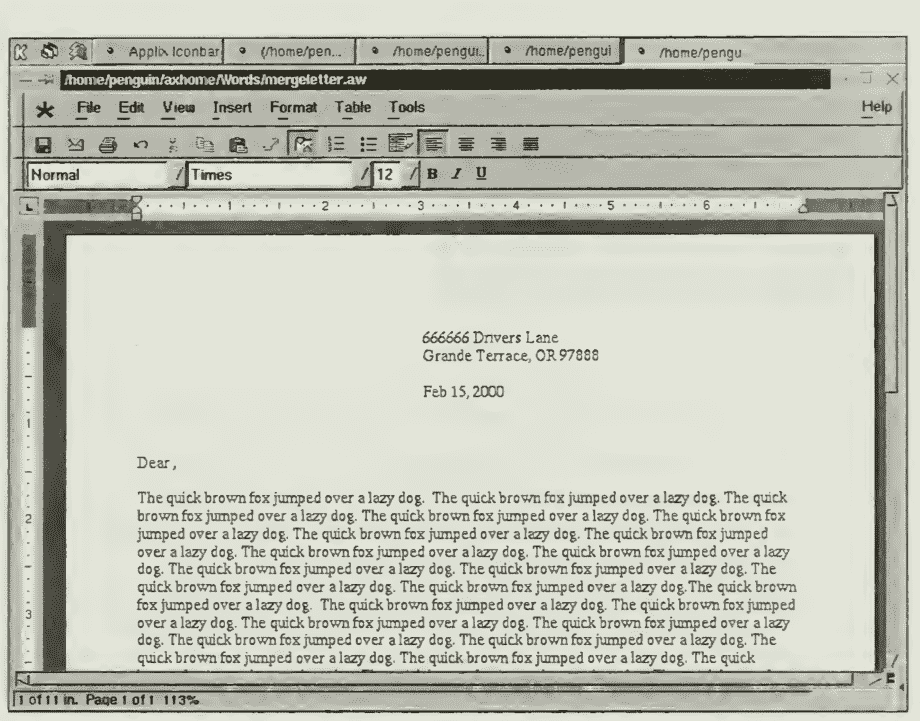 Applix Iconbar (/home/pen... /home/pengui.. /home/pengui /home/pengu
/home/penguin/axhome/Words/mergeletter.aw
File Edit View Insert Format Table Tools Help
Normal Times 12 B I U
1 1 2 3 4 5 6
666666 Drivers Lane
Grande Terrace, OR 97888
Feb 15, 2000
Dear ,
The quick brown fox jumped over a lazy dog.  The quick brown fox jumped over a lazy dog. The quick
brown fox jumped over a lazy dog. The quick brown fox jumped over a lazy dog. The quick brown fox
jumped over a lazy dog. The quick brown fox jumped over a lazy dog. The quick brown fox jumped
over a lazy dog. The quick brown fox jumped over a lazy dog. The quick brown fox jumped over a lazy
dog. The quick brown fox jumped over a lazy dog. The quick brown fox jumped over a lazy dog. The
quick brown fox jumped over a lazy dog. The quick brown fox jumped over a lazy dog.The quick brown
fox jumped over a lazy dog.  The quick brown fox jumped over a lazy dog. The quick brown fox jumped
over a lazy dog. The quick brown fox jumped over a lazy dog. The quick brown fox jumped over a lazy
dog. The quick brown fox jumped over a lazy dog. The quick brown fox jumped over a lazy dog. The
quick brown fox jumped over a lazy dog. The quick brown fox jumped over a lazy dog. The quick
1
2
3
1 of 11 in. Page 1 of 1 113%